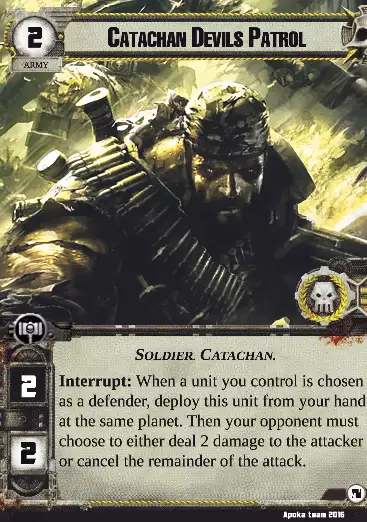 2
CATACHAN DEVILS PATROL
ARMY
SOLDIER. CATACHAN.
2
2
Interrupt: When a unit you control is chosen
as a defender, deploy this unit from your hand
at the same planet. Then your opponent must
choose to either deal 2 damage to the attacker
or cancel the remainder of the attack.
Apoka team 2016